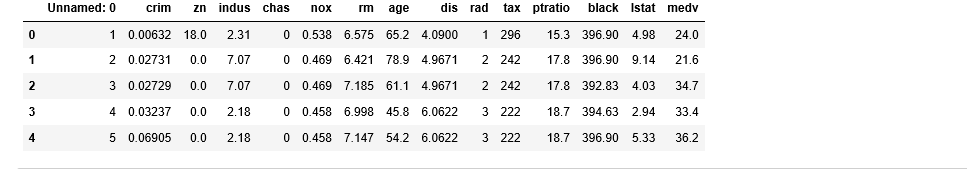 Unnamed: 0 crim zn indus chas nox rm age dis rad tax ptratio black lstat medv
0 1 0.00632 18.0 2.31 0 0.538 6.575 65.2 4.0900 1 296 15.3 396.90 4.98 24.0
1 2 0.02731 0.0 7.07 0 0.469 6.421 78.9 4.9671 2 242 17.8 396.90 9.14 21.6
2 3 0.02729 0.0 7.07 0 0.469 7.185 61.1 4.9671 2 242 17.8 392.83 4.03 34.7
3 4 0.03237 0.0 2.18 0 0.458 6.998 45.8 6.0622 3 222 18.7 394.63 2.94 33.4
4 5 0.06905 0.0 2.18 0 0.458 7.147 54.2 6.0622 3 222 18.7 396.90 5.33 36.2